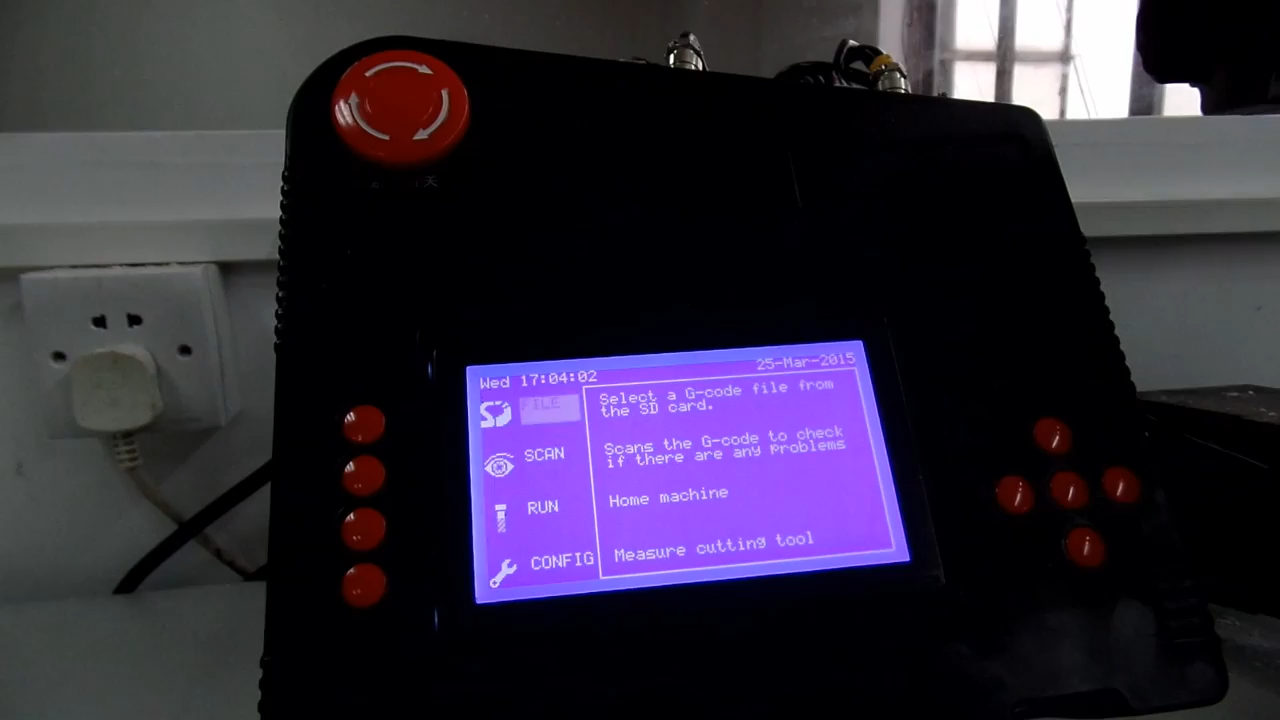 Wed 17:04:02
25-Mar-2015
SD
FILE
SCAN
RUN
CONFIG
Select a G-code file from
the SD card.
Scans the G-code to check
if there are any problems
Home machine
Measure cutting tool